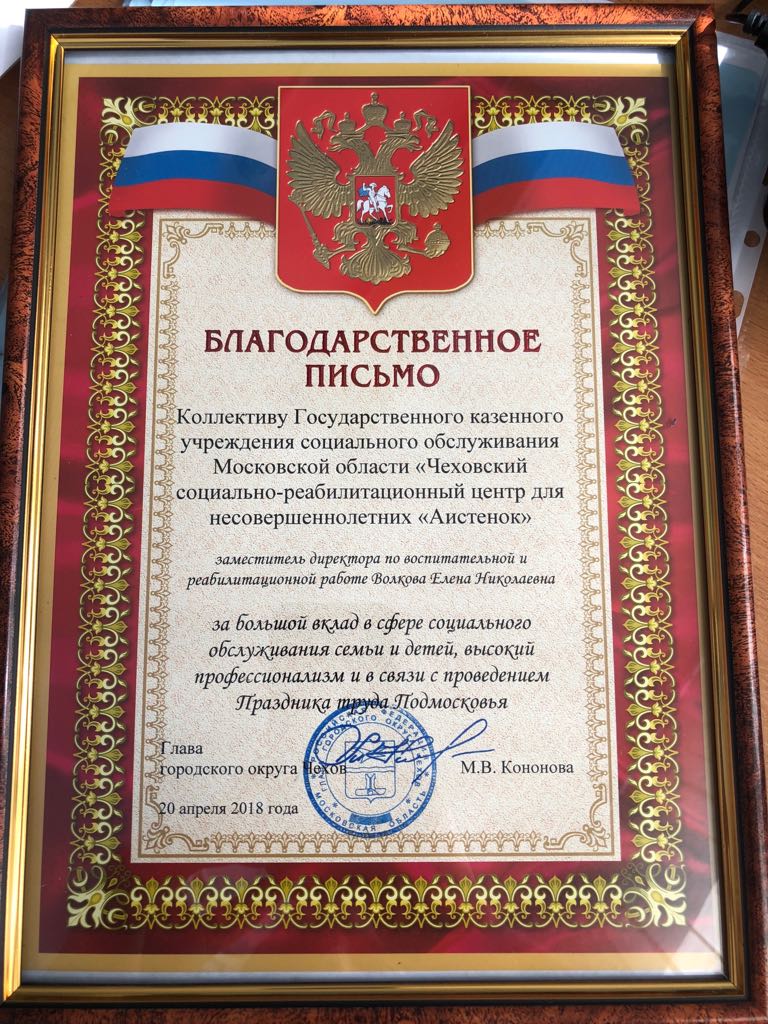 БЛАГОДАРСТВЕННОЕ
ПИСЬМО
Коллективу Государственного казенного
учреждения социального обслуживания
Московской области «Чеховский
социально-реабилитационный центр для
несовершеннолетних «Аистенок»
заместитель директора по воспитательной и
реабилитационной работе Волкова Елена Николаевна
за большой вклад в сфере социального
обслуживания семьи и детей, высокий
профессионализм и в связи с проведением
Праздника труда Подмосковья
Глава
городского округа Чехов
М.В. Кононова
20 апреля 2018 года
МОСКОВСКАЯ ОБЛАСТЬ